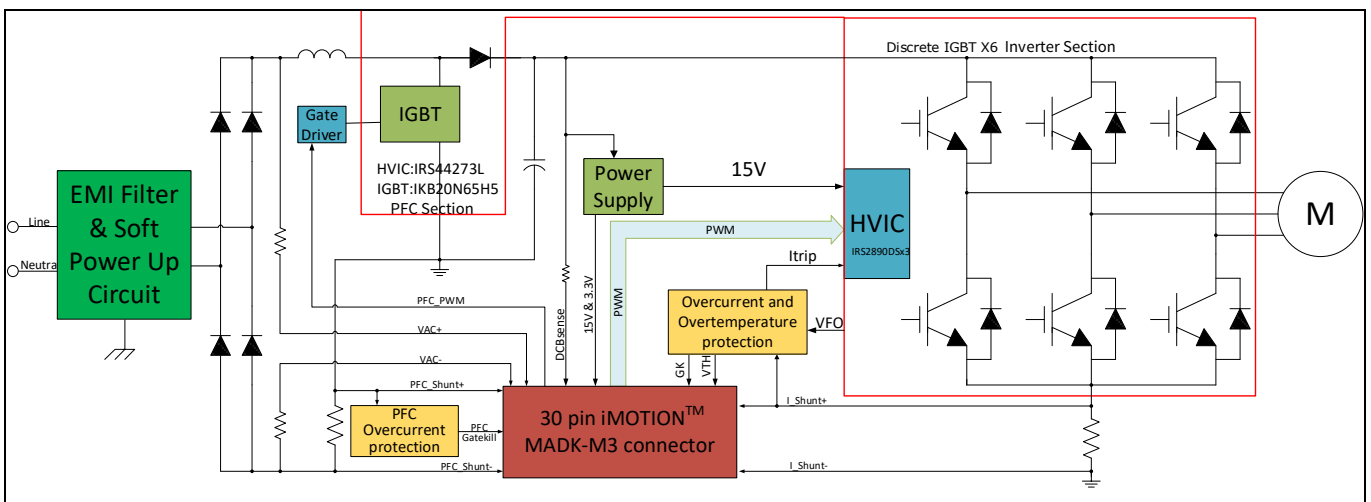 Discrete IGBT X6 Inverter Section
Gate
Driver
IGBT
HVIC:IRS44273L
IGBT:IKB20N65H5
PFC Section
Power
Supply
15V
EMI Filter
& Soft
Power Up
Circuit
Line
Neutra
HVIC
IRS2890DSx3
M
PWM
PWM
Itrip
PFC_PWM
VAC+
VAC-
DCBsense
15V & 3.3V
Overcurrent and
Overtemperature
protection
VFO
GK
VTH
PFC_Shunt+
PFC
Overcurrent
protection
PFC
Gatekill
PFC_Shunt-
30 pin iMOTION™
MADK-M3 connector
I_Shunt+
I_Shunt-